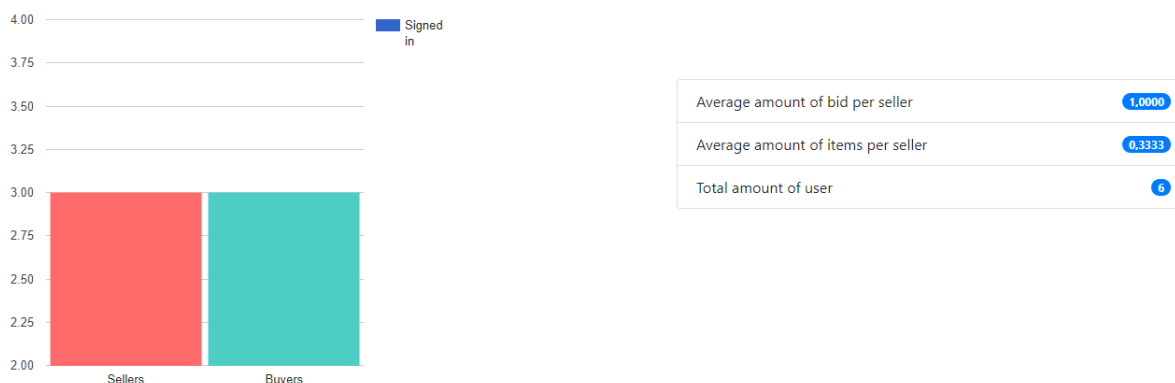 4.00
3.75
3.50
3.25
3.00
2.75
2.50
2.25
2.00
Sellers
Buyers
Signed
in
Average amount of bid per seller 1,0000
Average amount of items per seller 0,3333
Total amount of user 6